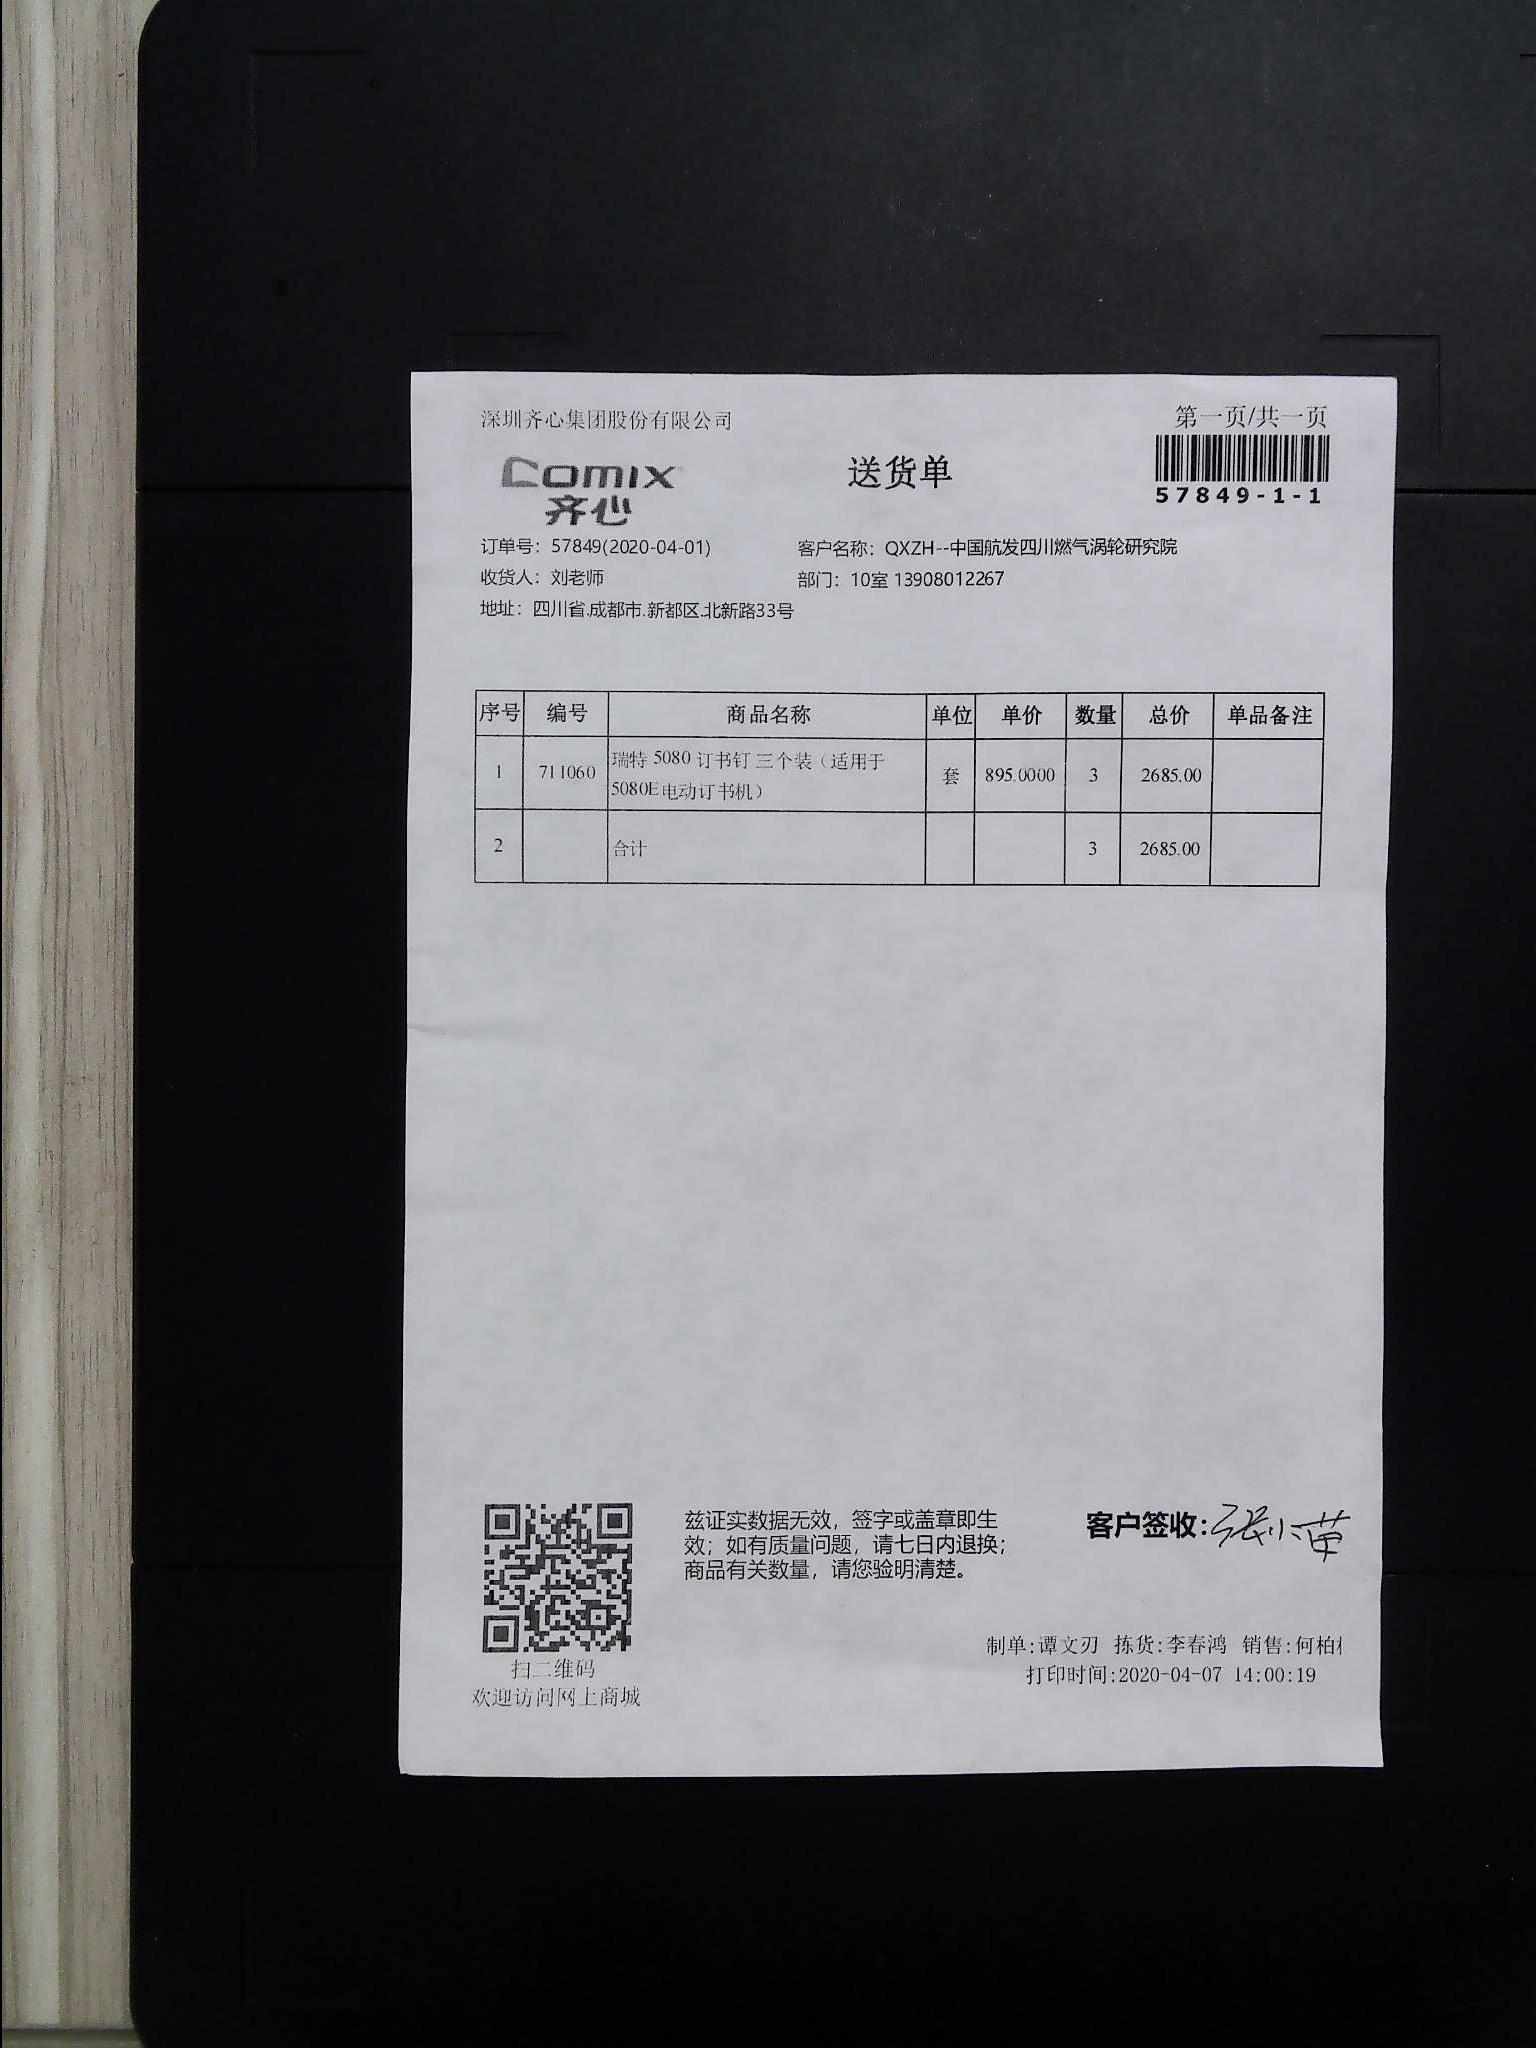 深圳齐心集团股份有限公司
第一页/共一页
comix
齐心
送货单
57849-1-1
订单号：57849(2020-04-01)
客户名称：QXZH--中国航发四川燃气涡轮研究院
收货人：刘老师
部门：10室 13908012267
地址：四川省.成都市.新都区.北新路33号
序号 编号 商品名称 单位 单价 数量 总价 单品备注
1 711060 瑞特 5080 订书钉 三个装（适用于 套 895.0000 3 2685.00
5080E电动订书机）
2 合计 3 2685.00
兹证实数据无效，签字或盖章即生
效；如有质量问题，请七日内退换；
商品有关数量，请您验明清楚。
客户签收：张小苗
扫二维码
欢迎访问网上商城
制单:谭文刃 拣货:李春鸿 销售:何柏
打印时间:2020-04-07 14:00:19